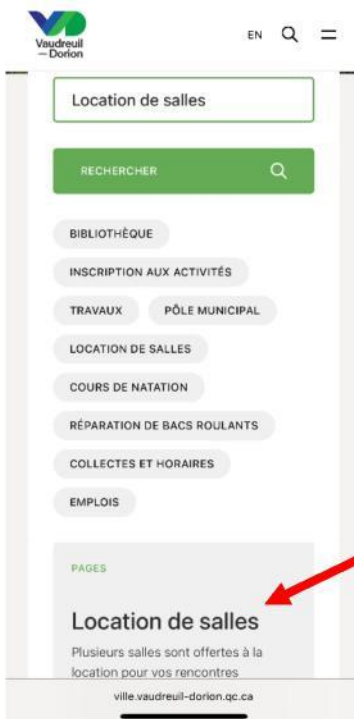 Vaudreuil
— Dorion
EN
Location de salles
RECHERCHER
BIBLIOTHÈQUE
INSCRIPTION AUX ACTIVITÉS
TRAVAUX PÔLE MUNICIPAL
LOCATION DE SALLES
COURS DE NATATION
RÉPARATION DE BACS ROULANTS
COLLECTES ET HORAIRES
EMPLOIS
PAGES
Location de salles
Plusieurs salles sont offertes à la
location pour vos rencontres
ville.vaudreuil-dorion.qc.ca